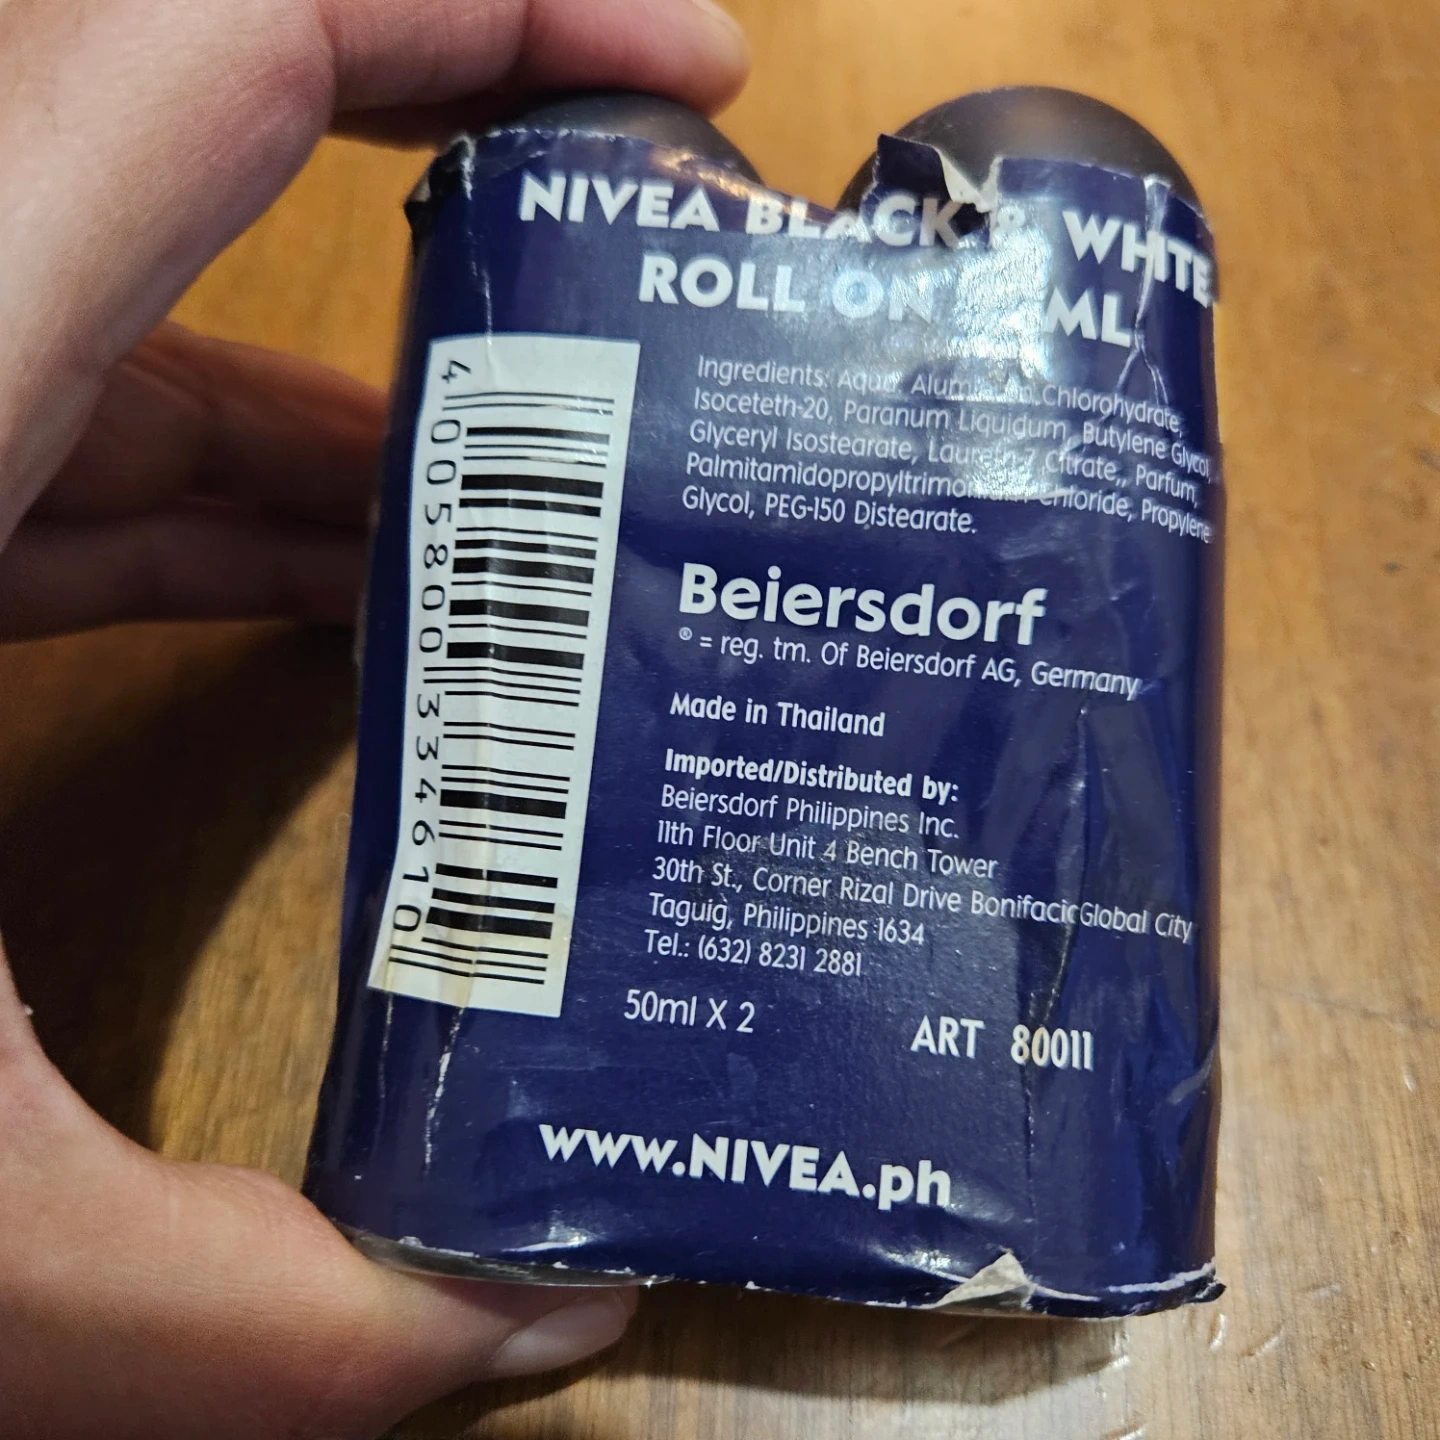 NIVEA BLACK & WHITE
ROLL ON ML
Ingredients: Aqua, Chlorohydrate,
Isoceteth-20, Paranum Liquidum, Butylene Glycol,
Glyceryl Isostearate, Laureth-7 Citrate,, Parfum,
Chloride, Propylene
Glycol, PEG-150 Distearate.
Beiersdorf
® = reg. tm. Of Beiersdorf AG, Germany
Made in Thailand
Imported/Distributed by:
Beiersdorf Philippines Inc.
11th Floor Unit 4 Bench Tower
30th St., Corner Rizal Drive Bonifacio Global City
Taguig, Philippines 1634
Tel.: (632) 8231 2881
50ml X 2 ART 80011
www.NIVEA.ph
4 005800 334610